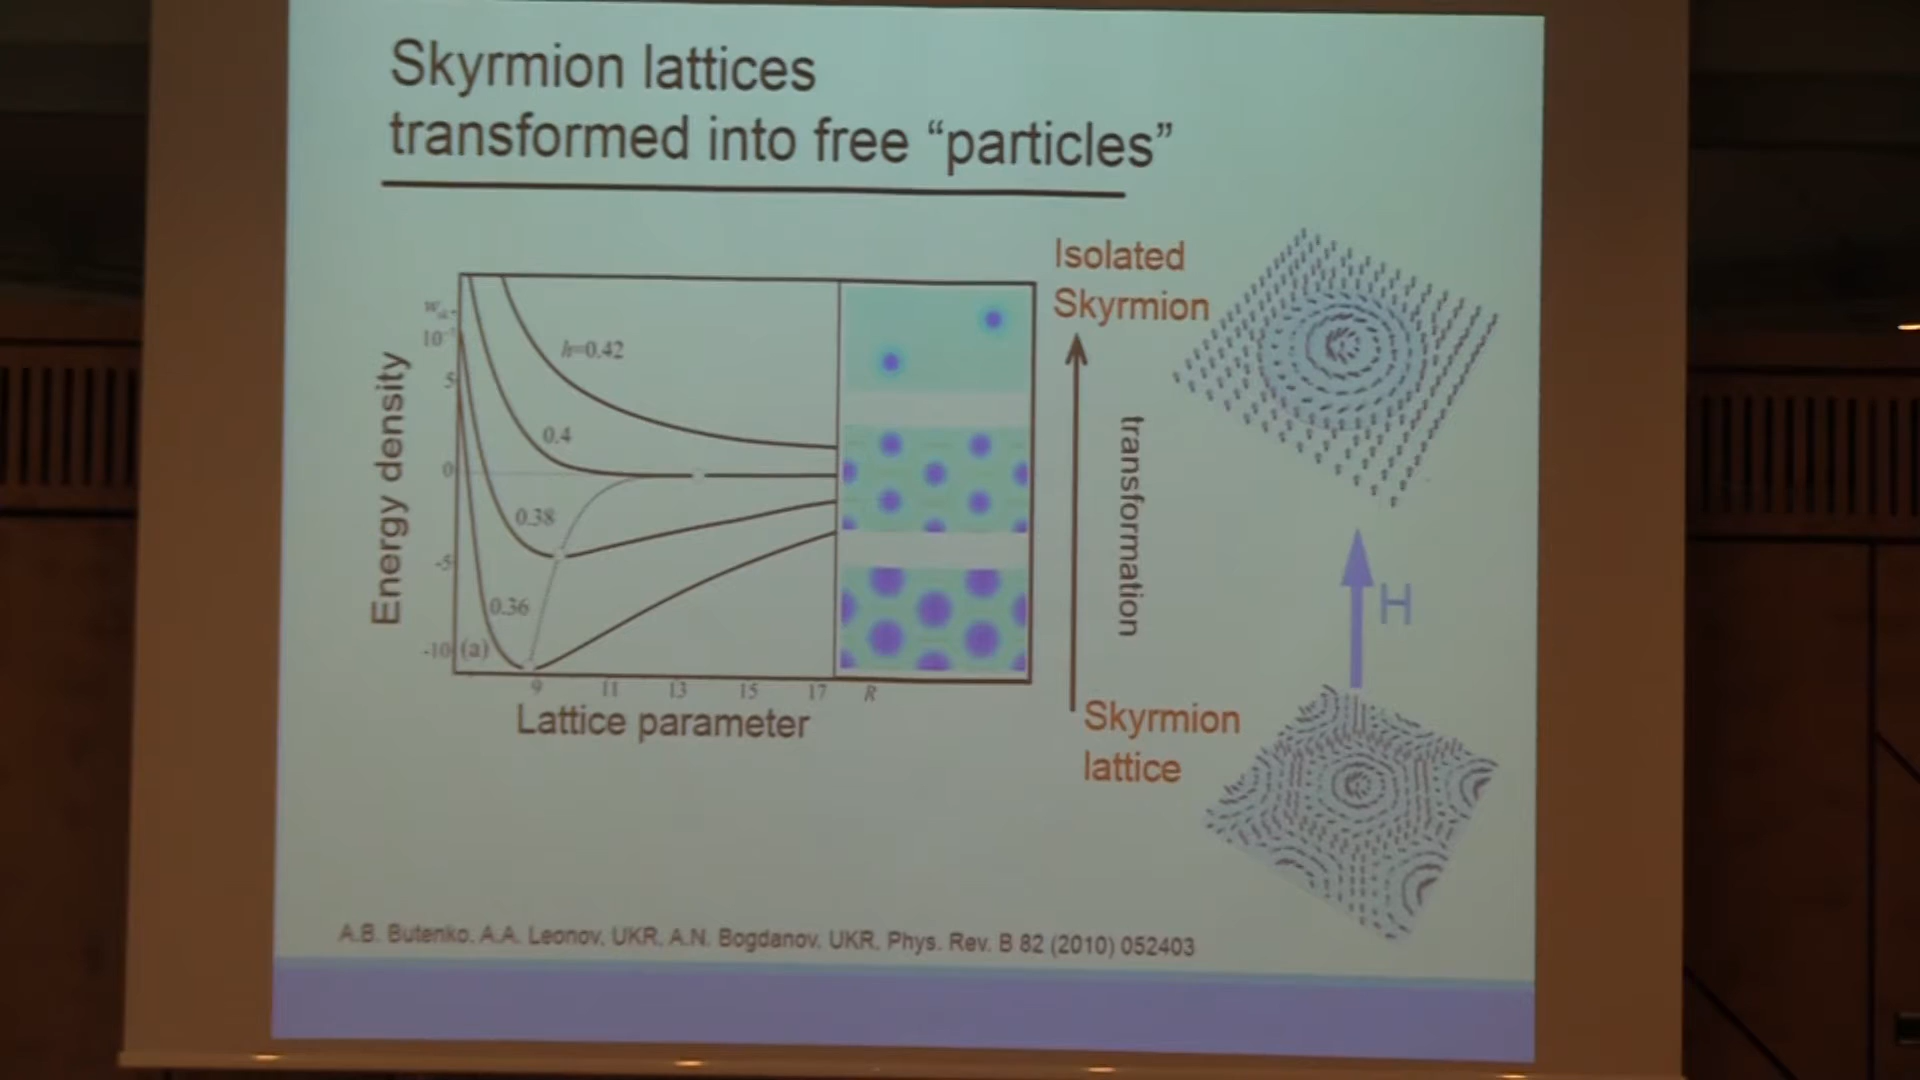 Skyrmion lattices
transformed into free “particles”
Isolated
Skyrmion
Energy density
10
5
0
-5
-10
(a)
h=0.42
0.4
0.38
0.36
9 11 13 15 17 R
Lattice parameter
transformation
H
Skyrmion
lattice
A.B. Butenko, A.A. Leonov, UKR, A.N. Bogdanov, UKR, Phys. Rev. B 82 (2010) 052403